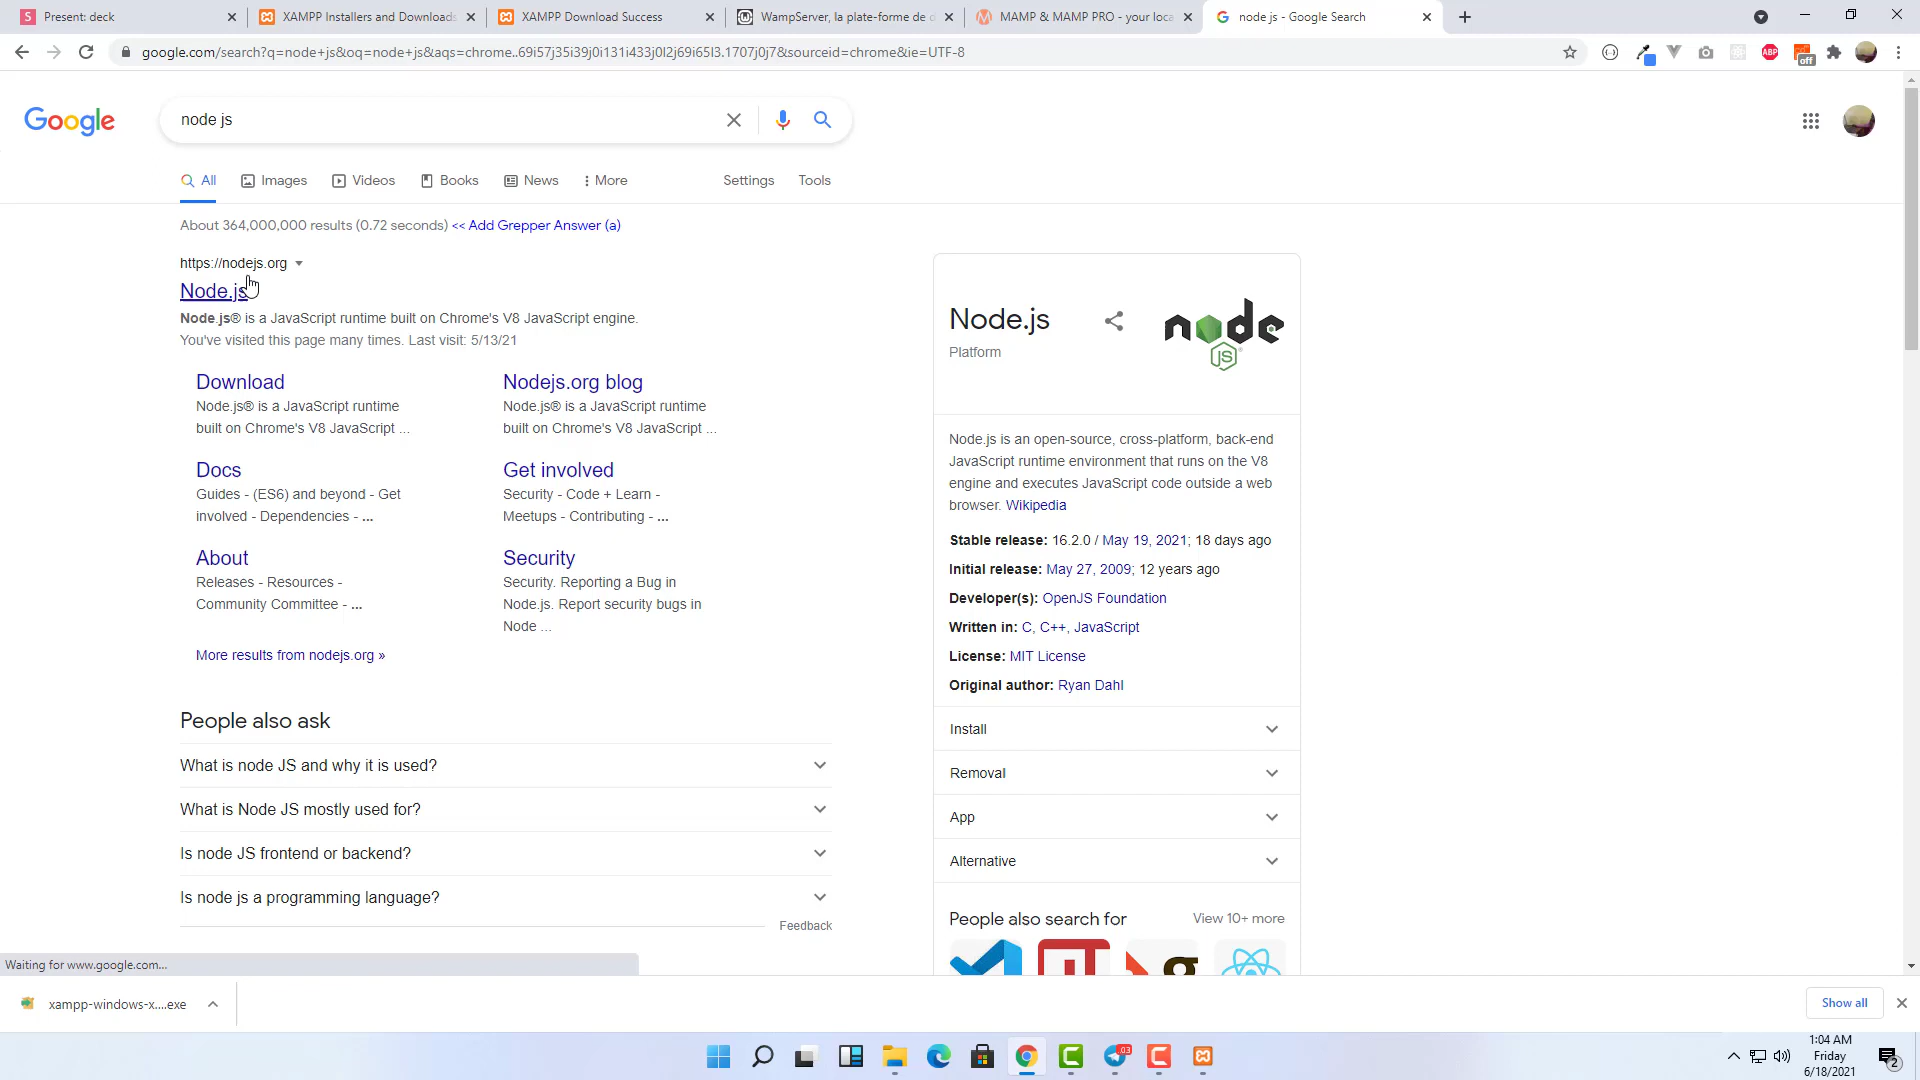 Present: deck
XAMPP Installers and Downloads
XAMPP Download Success
WampServer, la plate-forme de d
MAMP & MAMP PRO - your loca
node js - Google Search
google.com/search?q=node+js&oq=node+js&aqs=chrome..69i57j35i39j0i131i433j0l2j69i65l3.1707j0j7&sourceid=chrome&ie=UTF-8
ABP
off
Google
node js
All
Images
Videos
Books
News
More
Settings
Tools
About 364,000,000 results (0.72 seconds) << Add Grepper Answer (a)
https://nodejs.org
Node.js
Node.js® is a JavaScript runtime built on Chrome's V8 JavaScript engine.
You've visited this page many times. Last visit: 5/13/21
Download
Node.js® is a JavaScript runtime
built on Chrome's V8 JavaScript ...
Nodejs.org blog
Node.js® is a JavaScript runtime
built on Chrome's V8 JavaScript ...
Docs
Guides - (ES6) and beyond - Get
involved - Dependencies - ...
Get involved
Security - Code + Learn -
Meetups - Contributing - ...
About
Releases - Resources -
Community Committee - ...
Security
Security. Reporting a Bug in
Node.js. Report security bugs in
Node ...
More results from nodejs.org »
People also ask
What is node JS and why it is used?
What is Node JS mostly used for?
Is node JS frontend or backend?
Is node js a programming language?
Feedback
Node.js
Platform
node
JS
Node.js is an open-source, cross-platform, back-end
JavaScript runtime environment that runs on the V8
engine and executes JavaScript code outside a web
browser. Wikipedia
Stable release: 16.2.0 / May 19, 2021; 18 days ago
Initial release: May 27, 2009; 12 years ago
Developer(s): OpenJS Foundation
Written in: C, C++, JavaScript
License: MIT License
Original author: Ryan Dahl
Install
Removal
App
Alternative
People also search for
View 10+ more
Waiting for www.google.com...
xampp-windows-x....exe
Show all
1:04 AM
Friday
6/18/2021
2